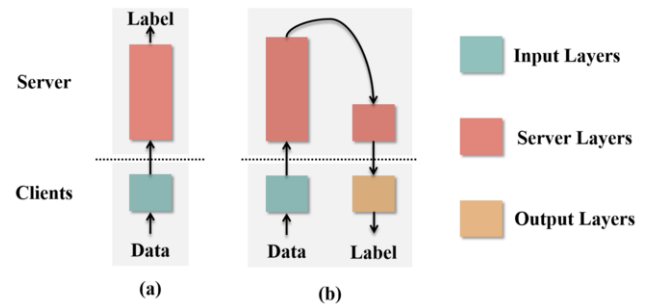 Label
Server
Clients
Data
Data
Label
(a)
(b)
Input Layers
Server Layers
Output Layers